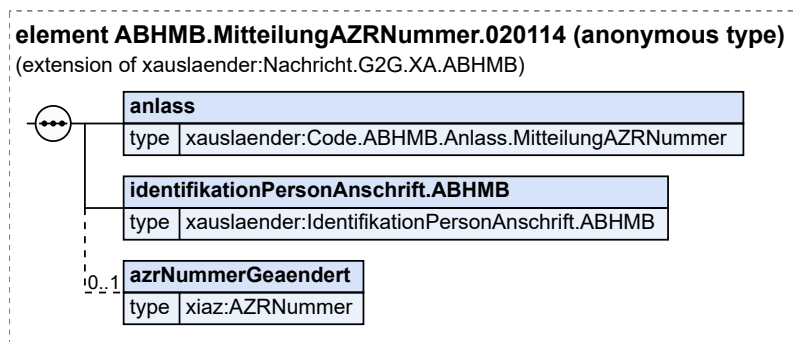 element ABHMB.MitteilungAZRNummer.020114 (anonymous type)
(extension of xauslaender:Nachricht.G2G.XA.ABHMB)
anlass
type xauslaender:Code.ABHMB.Anlass.MitteilungAZRNummer
identifikationPersonAnschrift.ABHMB
type xauslaender:IdentifikationPersonAnschrift.ABHMB
0..1 azrNummerGeaendert
type xiaz:AZRNummer